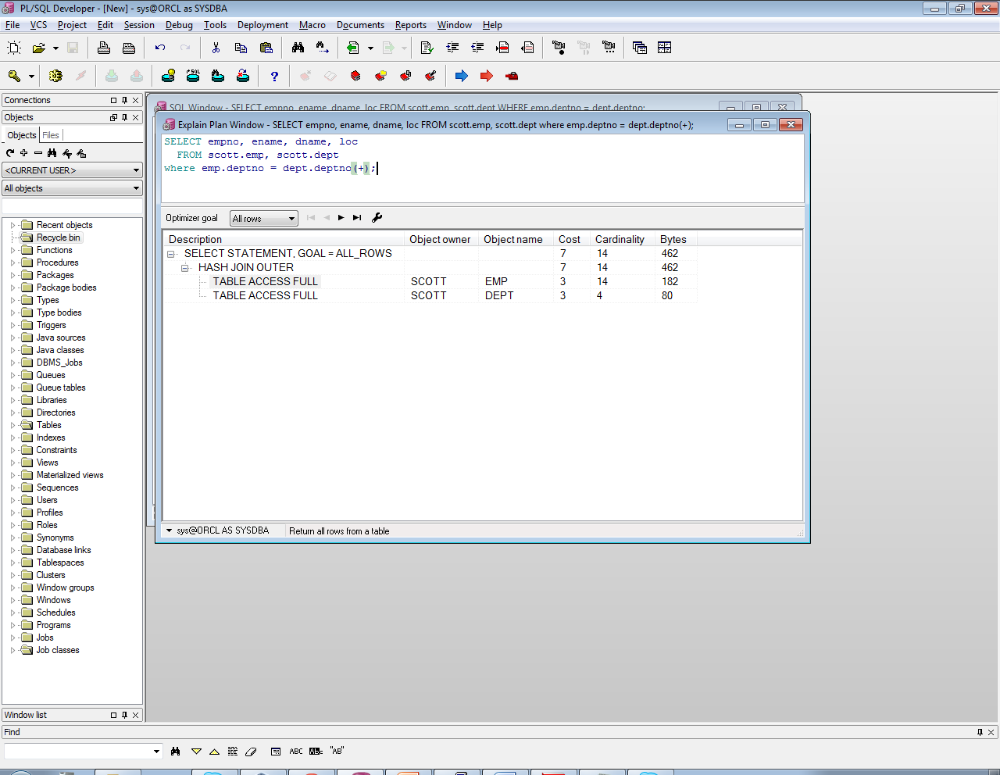 PL/SQL Developer - [New] - sys@ORCL as SYSDBA
File VCS Project Edit Session Debug Tools Deployment Macro Documents Reports Window Help
SQL
?
Connections
Objects
Objects Files
<CURRENT USER>
All objects
Recent objects
Recycle bin
Functions
Procedures
Packages
Package bodies
Types
Type bodies
Triggers
Java sources
Java classes
DBMS_Jobs
Queues
Queue tables
Libraries
Directories
Tables
Indexes
Constraints
Views
Materialized views
Sequences
Users
Profiles
Roles
Synonyms
Database links
Tablespaces
Clusters
Window groups
Windows
Schedules
Programs
Jobs
Job classes
SQL Window - SELECT empno, ename, dname, loc FROM scott.emp, scott.dept WHERE emp.deptno = dept.deptno;
Explain Plan Window - SELECT empno, ename, dname, loc FROM scott.emp, scott.dept where emp.deptno = dept.deptno(+);
SELECT empno, ename, dname, loc
FROM scott.emp, scott.dept
where emp.deptno = dept.deptno(+);
Optimizer goal All rows
Description Object owner Object name Cost Cardinality Bytes
SELECT STATEMENT, GOAL = ALL_ROWS 7 14 462
HASH JOIN OUTER 7 14 462
TABLE ACCESS FULL SCOTT EMP 3 14 182
TABLE ACCESS FULL SCOTT DEPT 3 4 80
sys@ORCL AS SYSDBA Return all rows from a table
Window list
Find
ABC "AB"